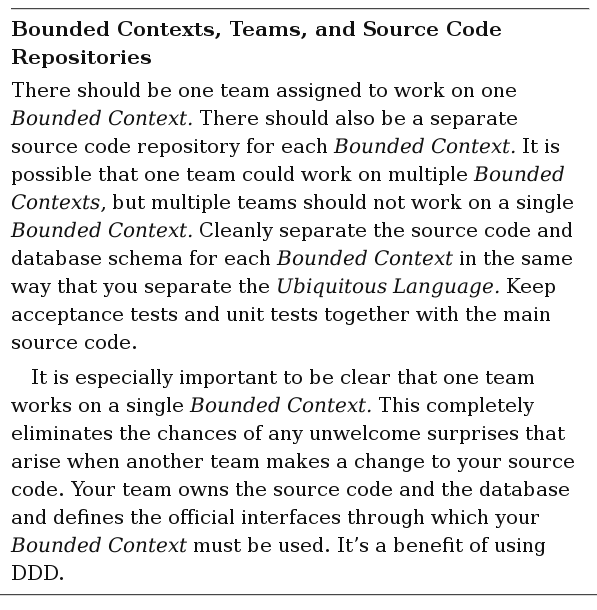 Bounded Contexts, Teams, and Source Code
Repositories
There should be one team assigned to work on one
Bounded Context. There should also be a separate
source code repository for each Bounded Context. It is
possible that one team could work on multiple Bounded
Contexts, but multiple teams should not work on a single
Bounded Context. Cleanly separate the source code and
database schema for each Bounded Context in the same
way that you separate the Ubiquitous Language. Keep
acceptance tests and unit tests together with the main
source code.
It is especially important to be clear that one team
works on a single Bounded Context. This completely
eliminates the chances of any unwelcome surprises that
arise when another team makes a change to your source
code. Your team owns the source code and the database
and defines the official interfaces through which your
Bounded Context must be used. It’s a benefit of using
DDD.